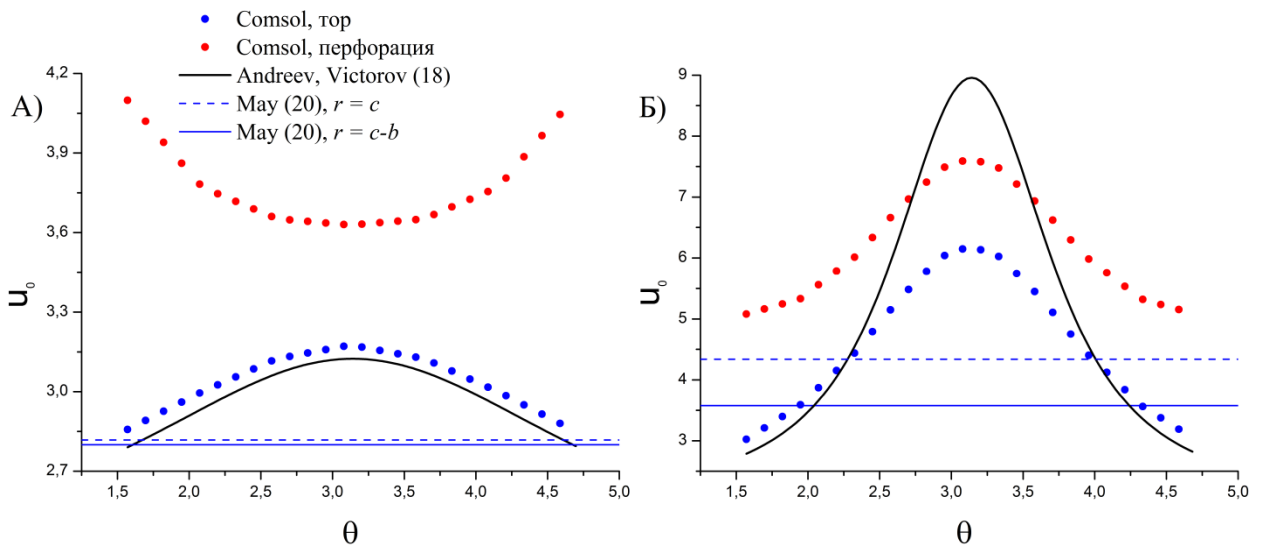 Comsol, тор
Comsol, перфорация
Andreev, Victorov (18)
May (20), r = c
May (20), r = c-b
А)
4,2
3,9
3,6
3,3
3,0
2,7
u₀
1,5 2,0 2,5 3,0 3,5 4,0 4,5 5,0
θ
Б)
9
8
7
6
5
4
3
u₀
1,5 2,0 2,5 3,0 3,5 4,0 4,5 5,0
θ